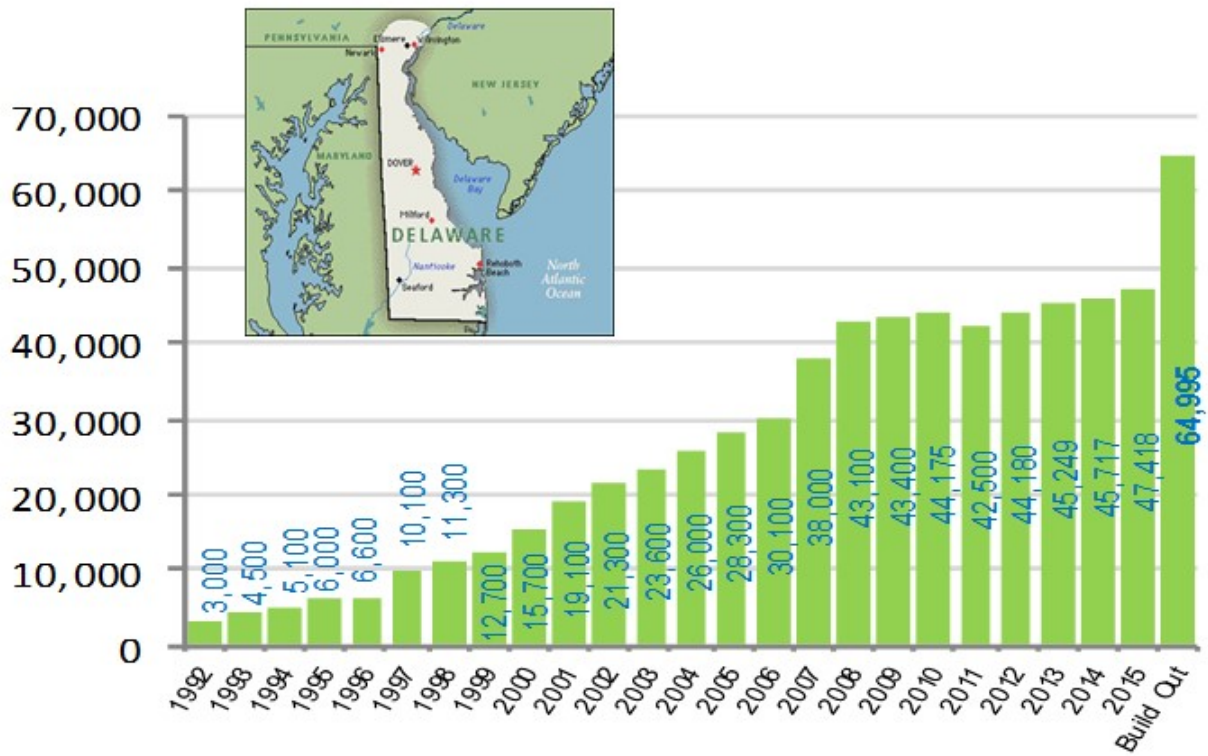 PENNSYLVANIA
Delaware
Elsmere
Wilmington
Newark
NEW JERSEY
MARYLAND
DOVER
Delaware
Bay
Milford
DELAWARE
Nanticoke
Rehoboth
Beach
Seaford
North
Atlantic
Ocean
70,000
60,000
50,000
40,000
30,000
20,000
10,000
0
3,000
4,500
5,100
6,000
6,600
10,100
11,300
12,700
15,700
19,100
21,300
23,600
26,000
28,300
30,100
38,000
43,100
43,400
44,175
42,500
44,180
45,249
45,717
47,418
64,995
1992
1993
1994
1995
1996
1997
1998
1999
2000
2001
2002
2003
2004
2005
2006
2007
2008
2009
2010
2011
2012
2013
2014
2015
Build Out